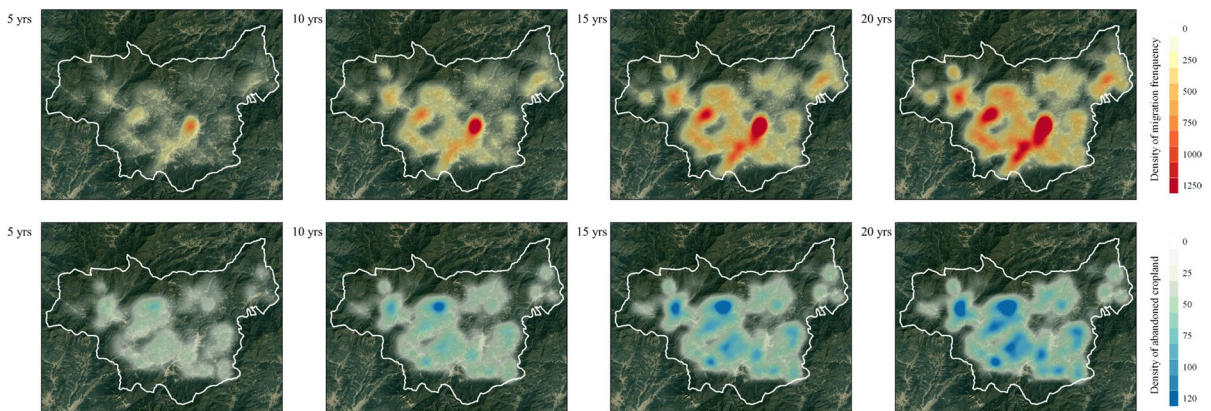 5 yrs
10 yrs
15 yrs
20 yrs
0
250
500
750
1000
1250
Density of migration frenquency
5 yrs
10 yrs
15 yrs
20 yrs
0
25
50
75
100
120
Density of abandoned cropland